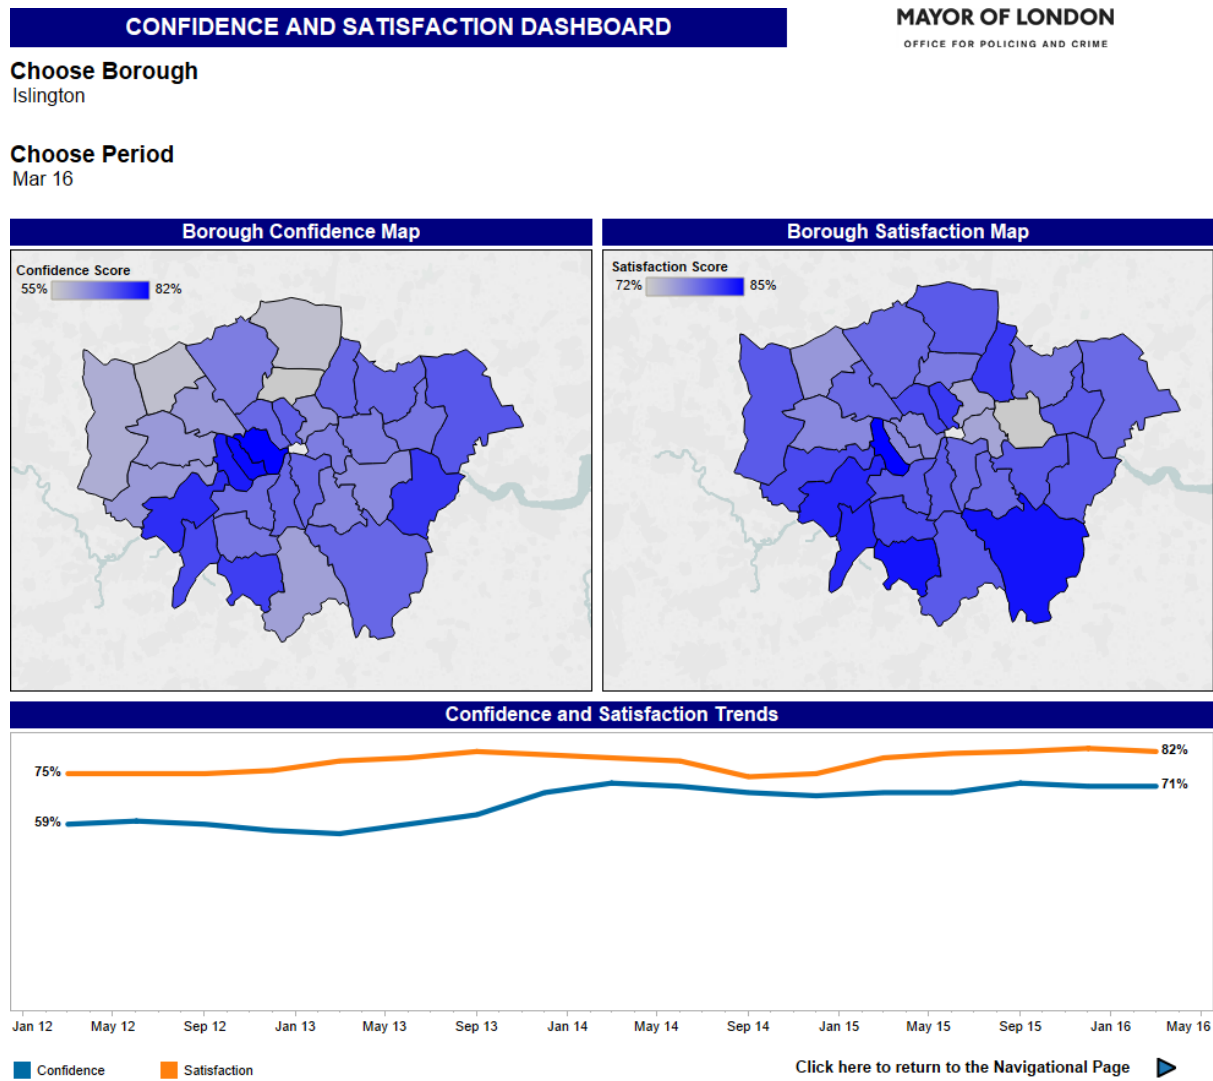 CONFIDENCE AND SATISFACTION DASHBOARD
MAYOR OF LONDON
OFFICE FOR POLICING AND CRIME
Choose Borough
Islington
Choose Period
Mar 16
Borough Confidence Map
Borough Satisfaction Map
Confidence Score
55% 82%
Satisfaction Score
72% 85%
Confidence and Satisfaction Trends
82%
75%
71%
59%
Jan 12 May 12 Sep 12 Jan 13 May 13 Sep 13 Jan 14 May 14 Sep 14 Jan 15 May 15 Sep 15 Jan 16 May 16
Confidence Satisfaction
Click here to return to the Navigational Page